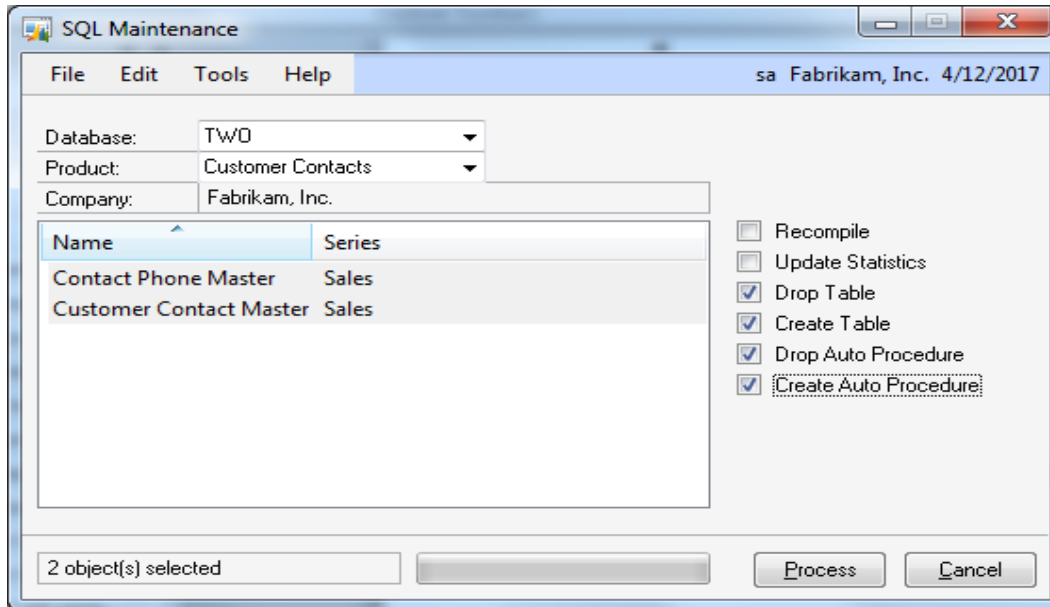 SQL Maintenance
File Edit Tools Help sa Fabrikam, Inc. 4/12/2017
Database: TWO
Product: Customer Contacts
Company: Fabrikam, Inc.
Name Series
Contact Phone Master Sales
Customer Contact Master Sales
Recompile
Update Statistics
Drop Table
Create Table
Drop Auto Procedure
Create Auto Procedure
2 object(s) selected
Process Cancel